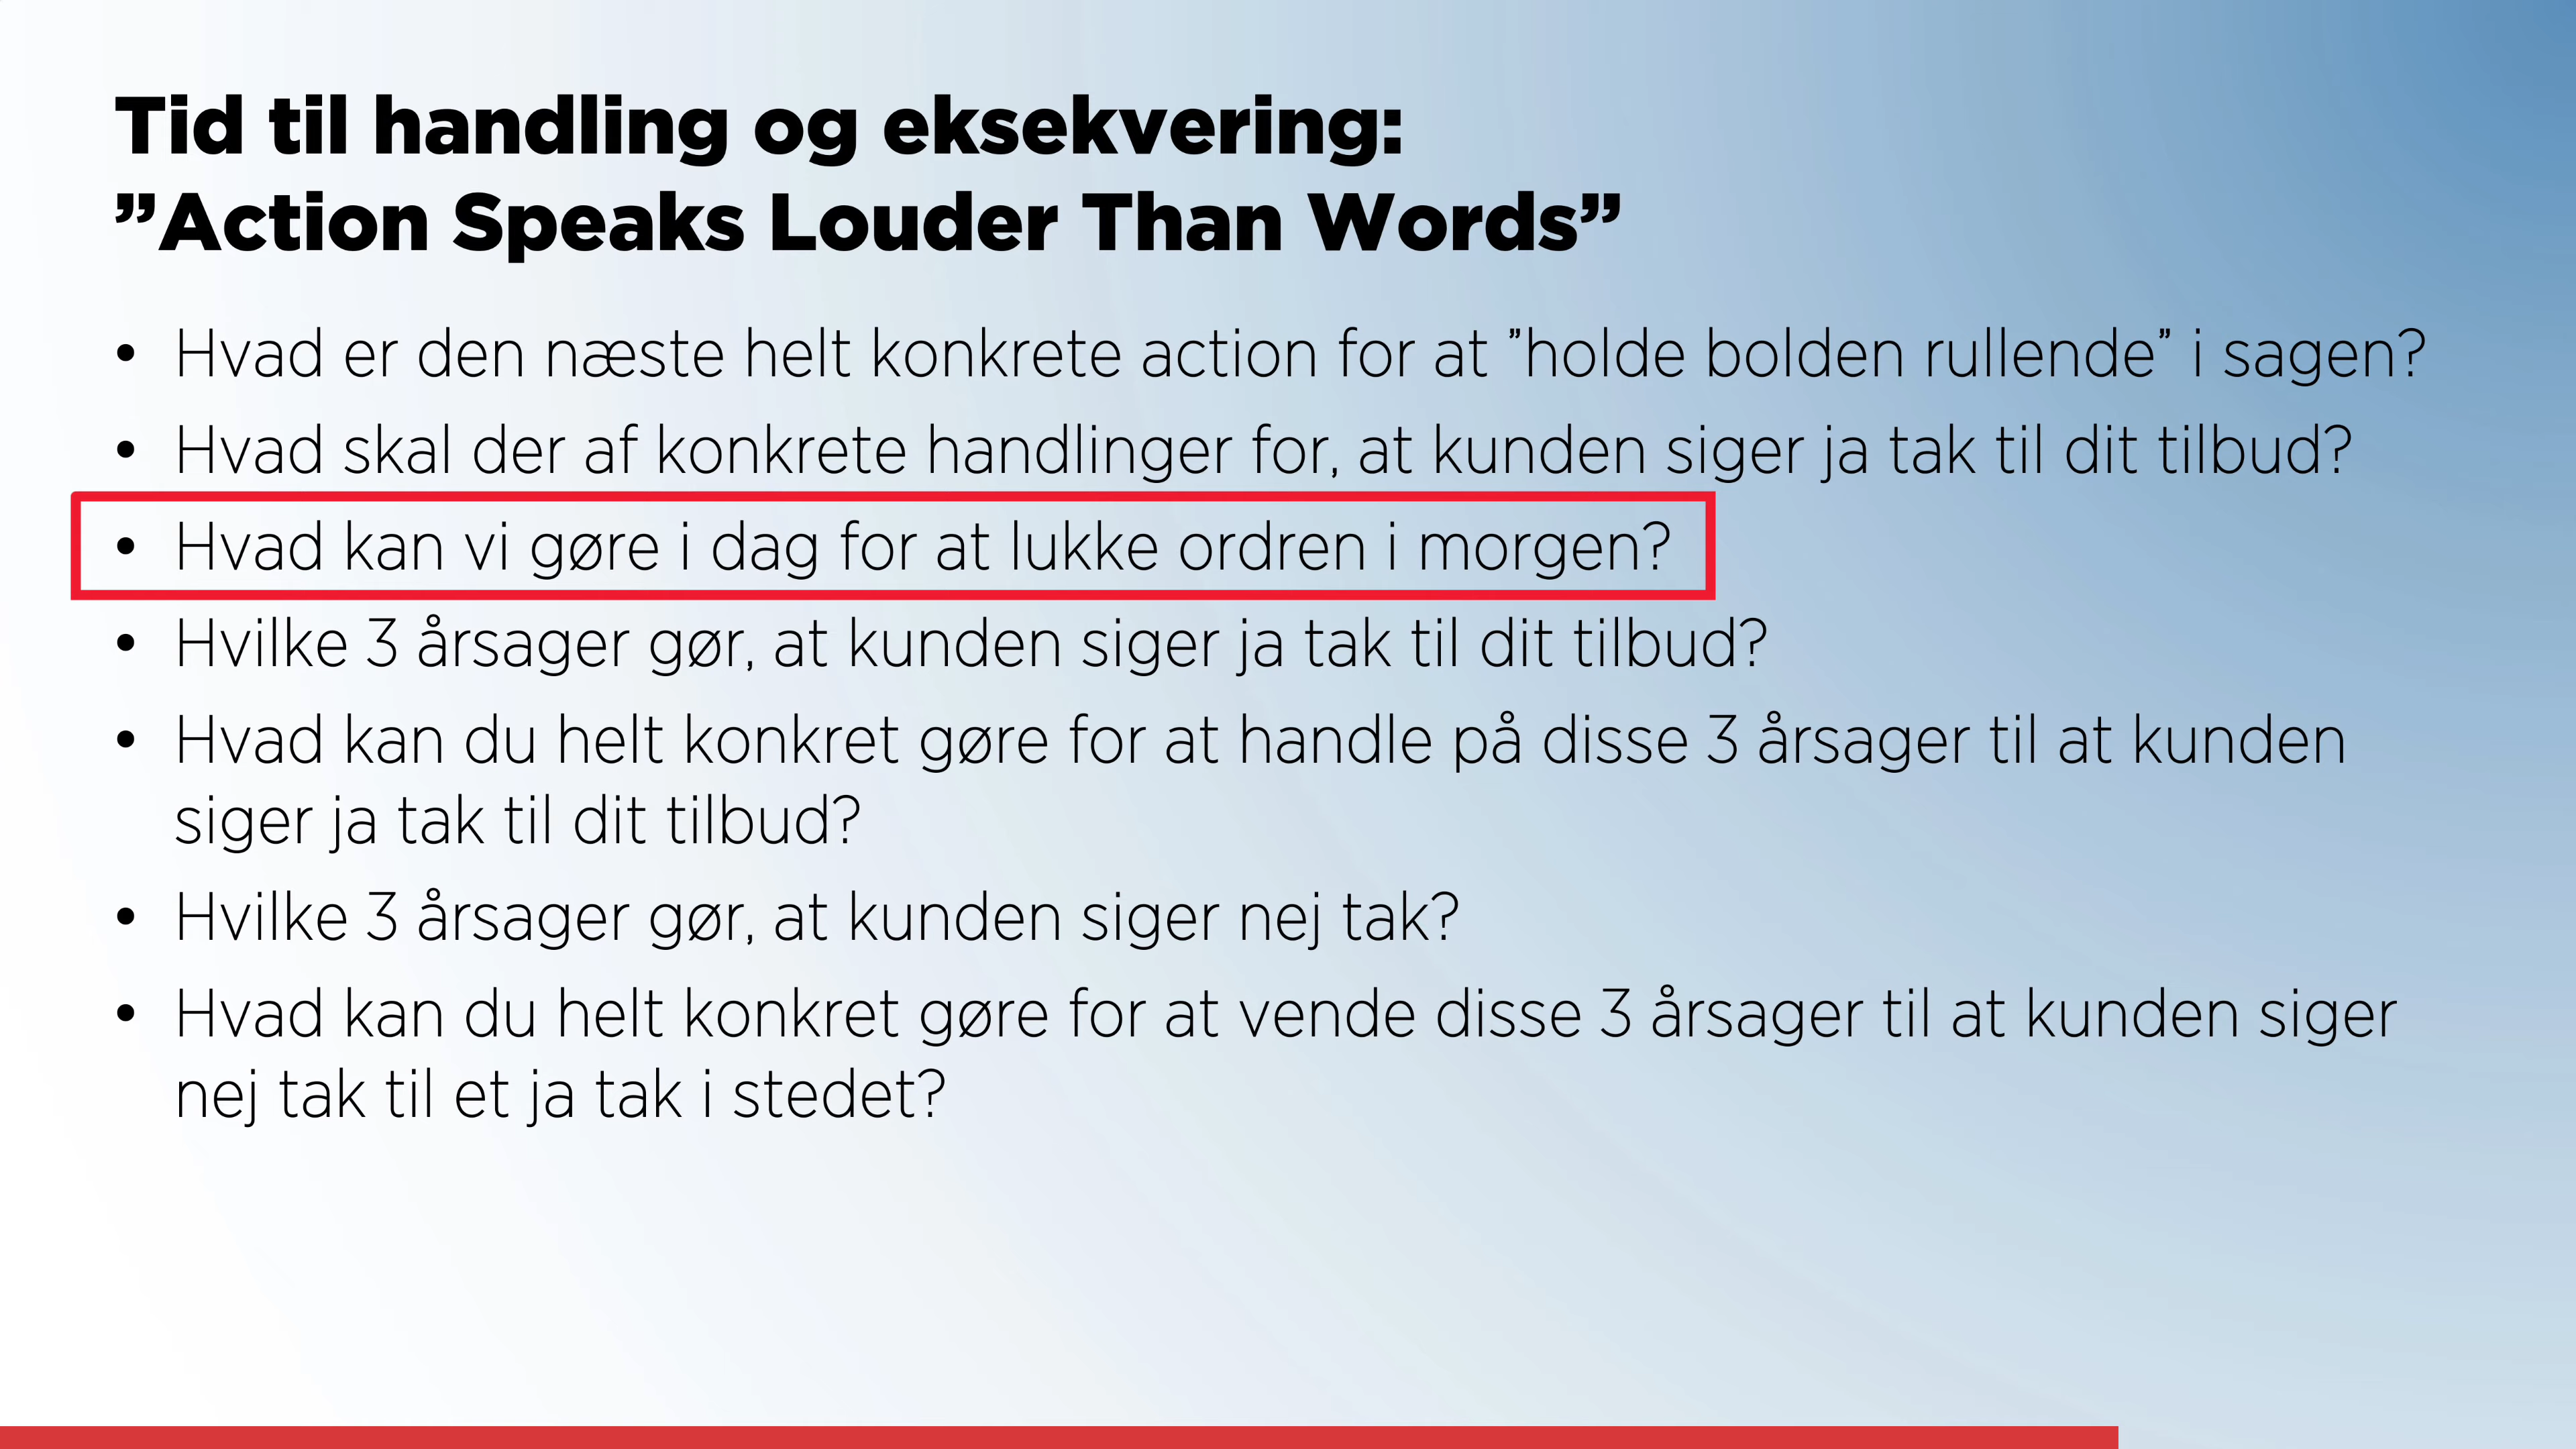 Tid til handling og eksekvering:
”Action Speaks Louder Than Words”
• Hvad er den næste helt konkrete action for at ”holde bolden rullende” i sagen?
• Hvad skal der af konkrete handlinger for, at kunden siger ja tak til dit tilbud?
• Hvad kan vi gøre i dag for at lukke ordren i morgen?
• Hvilke 3 årsager gør, at kunden siger ja tak til dit tilbud?
• Hvad kan du helt konkret gøre for at handle på disse 3 årsager til at kunden
siger ja tak til dit tilbud?
• Hvilke 3 årsager gør, at kunden siger nej tak?
• Hvad kan du helt konkret gøre for at vende disse 3 årsager til at kunden siger
nej tak til et ja tak i stedet?